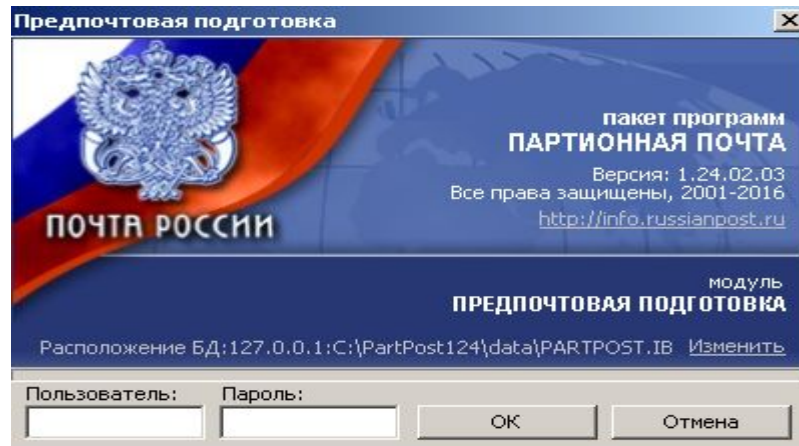 Предпочтовая подготовка
пакет программ
ПАРТИОННАЯ ПОЧТА
Версия: 1.24.02.03
Все права защищены, 2001-2016
http://info.russianpost.ru
ПОЧТА РОССИИ
модуль
ПРЕДПОЧТОВАЯ ПОДГОТОВКА
Расположение БД:127.0.0.1:C:\PartPost124\data\PARTPOST.IB Изменить
Пользователь: Пароль:
OK Отмена